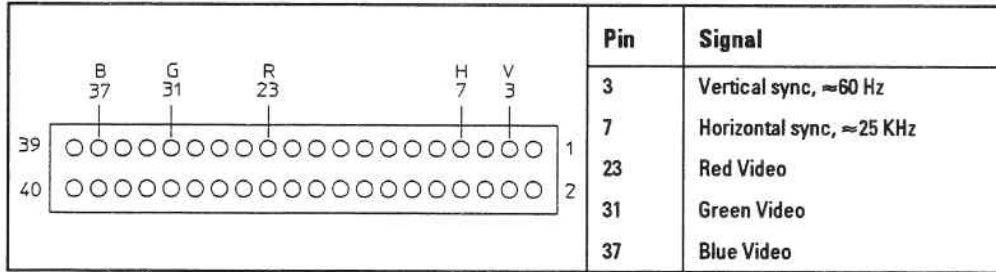 B G R H V
37 31 23 7 3
39 1
40 2
Pin Signal
3 Vertical sync, ≈60 Hz
7 Horizontal sync, ≈25 KHz
23 Red Video
31 Green Video
37 Blue Video